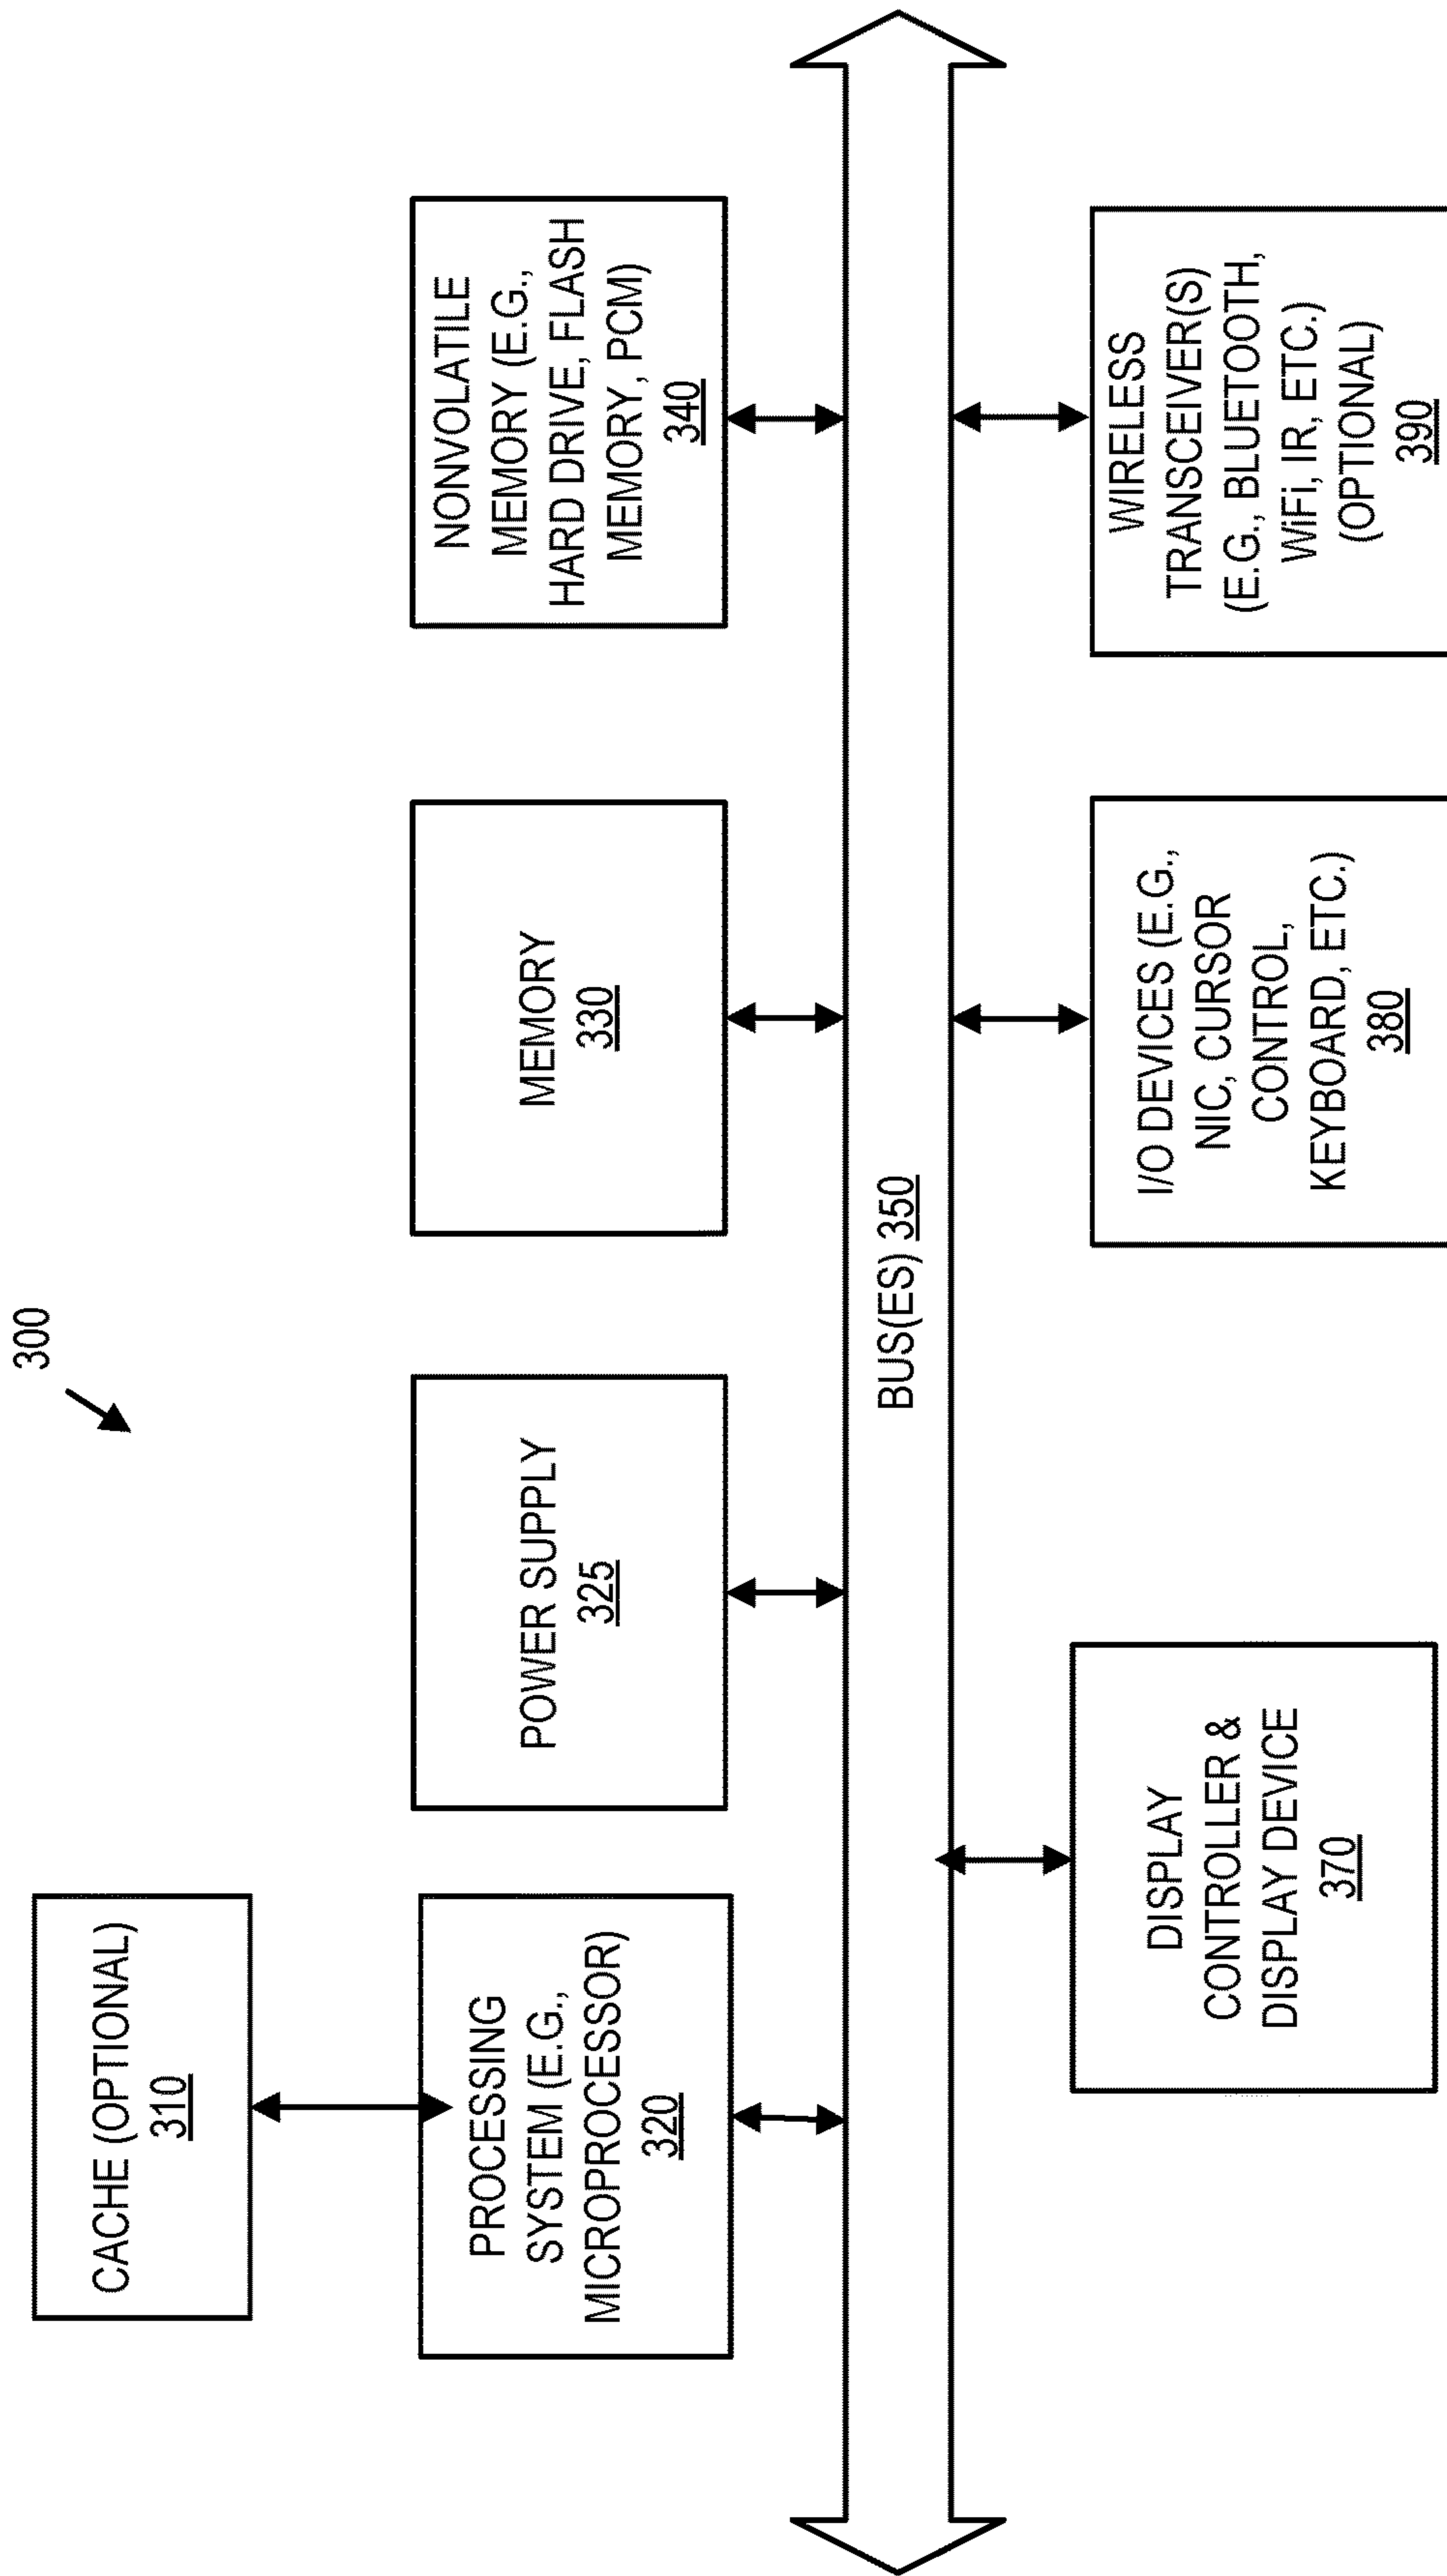 300
CACHE (OPTIONAL)
310
PROCESSING
SYSTEM (E.G.,
MICROPROCESSOR)
320
POWER SUPPLY
325
MEMORY
330
NONVOLATILE
MEMORY (E.G.,
HARD DRIVE, FLASH
MEMORY, PCM)
340
BUS(ES) 350
DISPLAY
CONTROLLER &
DISPLAY DEVICE
370
I/O DEVICES (E.G.,
NIC, CURSOR
CONTROL,
KEYBOARD, ETC.)
380
WIRELESS
TRANSCEIVER(S)
(E.G., BLUETOOTH,
WiFi, IR, ETC.)
(OPTIONAL)
390